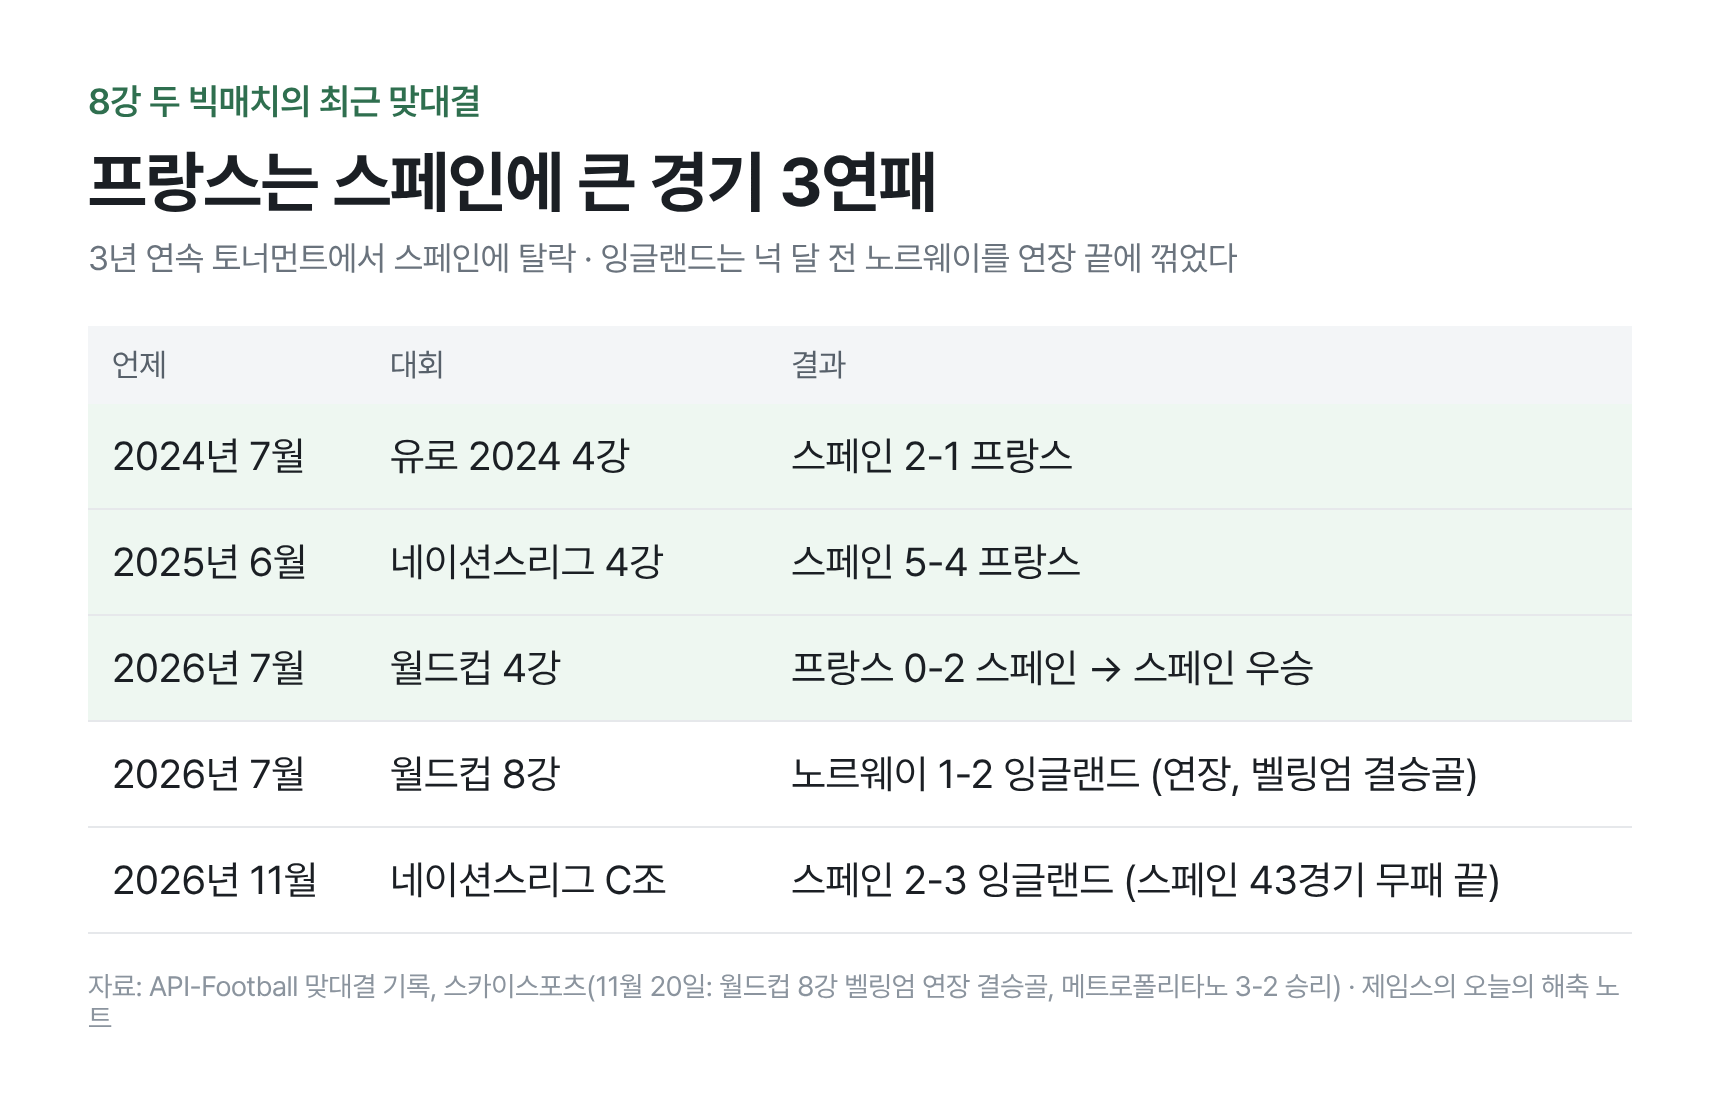 8강 두 빅매치의 최근 맞대결
프랑스는 스페인에 큰 경기 3연패
3년 연속 토너먼트에서 스페인에 탈락 · 잉글랜드는 넉 달 전 노르웨이를 연장 끝에 꺾었다
언제 대회 결과
2024년 7월 유로 2024 4강 스페인 2-1 프랑스
2025년 6월 네이션스리그 4강 스페인 5-4 프랑스
2026년 7월 월드컵 4강 프랑스 0-2 스페인 → 스페인 우승
2026년 7월 월드컵 8강 노르웨이 1-2 잉글랜드 (연장, 벨링엄 결승골)
2026년 11월 네이션스리그 C조 스페인 2-3 잉글랜드 (스페인 43경기 무패 끝)
자료: API-Football 맞대결 기록, 스카이스포츠(11월 20일: 월드컵 8강 벨링엄 연장 결승골, 메트로폴리타노 3-2 승리) · 제임스의 오늘의 해축 노
트